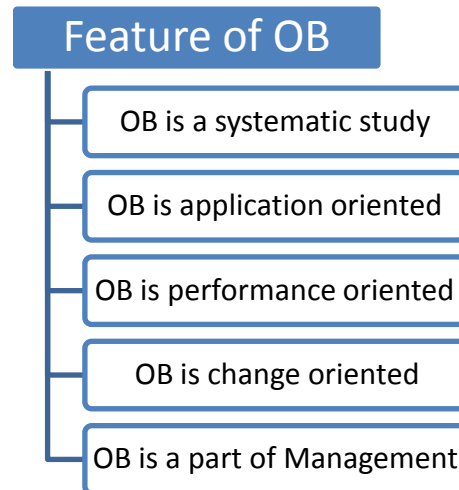 Feature of OB
OB is a systematic study
OB is application oriented
OB is performance oriented
OB is change oriented
OB is a part of Management